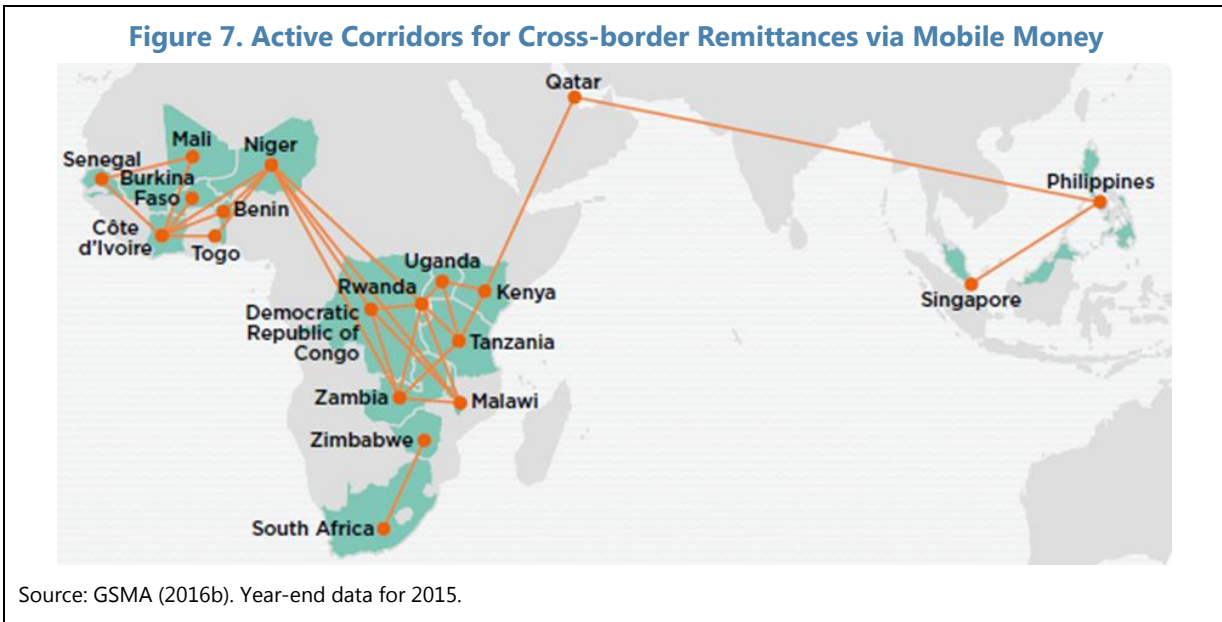 Figure 7. Active Corridors for Cross-border Remittances via Mobile Money
Qatar
Mali
Niger
Senegal
Burkina
Faso
Benin
Philippines
Côte
d'Ivoire
Togo
Uganda
Rwanda
Kenya
Singapore
Democratic
Republic of
Congo
Tanzania
Zambia
Malawi
Zimbabwe
South Africa
Source: GSMA (2016b). Year-end data for 2015.